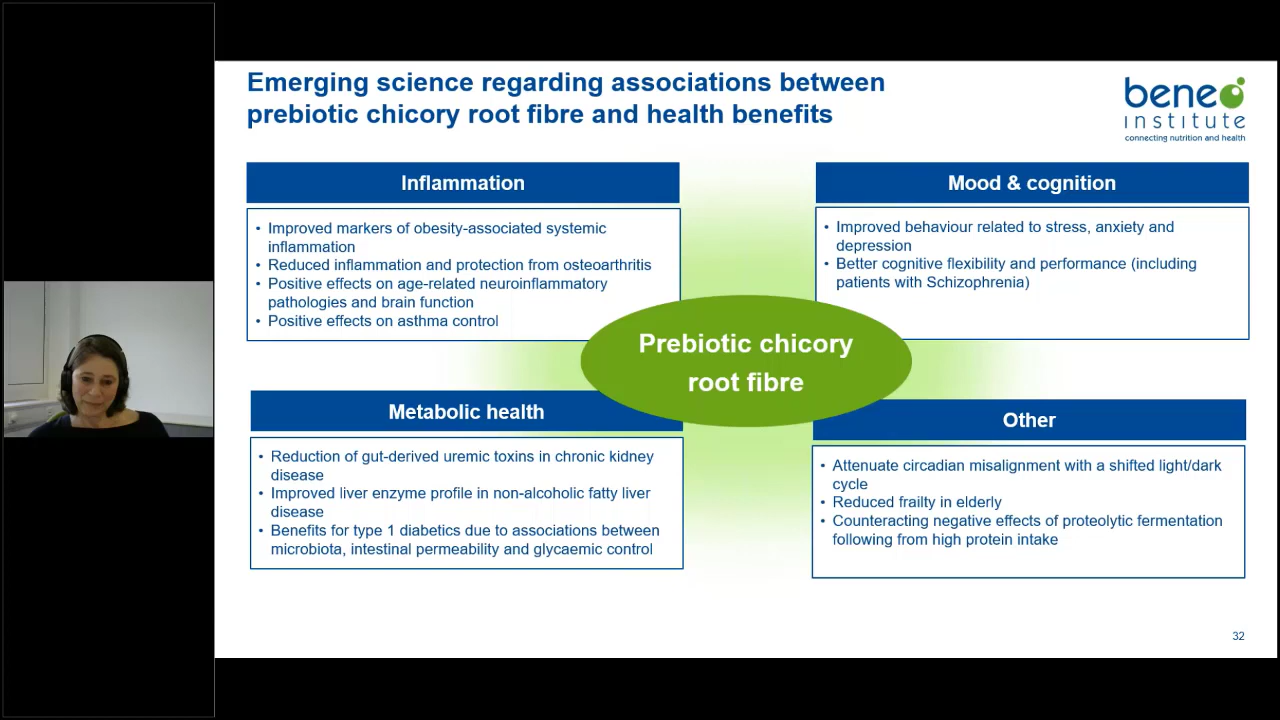 Emerging science regarding associations between
prebiotic chicory root fibre and health benefits
beneo
institute
connecting nutrition and health
Inflammation
• Improved markers of obesity-associated systemic
inflammation
• Reduced inflammation and protection from osteoarthritis
• Positive effects on age-related neuroinflammatory
pathologies and brain function
• Positive effects on asthma control
Mood & cognition
• Improved behaviour related to stress, anxiety and
depression
• Better cognitive flexibility and performance (including
patients with Schizophrenia)
Prebiotic chicory
root fibre
Metabolic health
• Reduction of gut-derived uremic toxins in chronic kidney
disease
• Improved liver enzyme profile in non-alcoholic fatty liver
disease
• Benefits for type 1 diabetics due to associations between
microbiota, intestinal permeability and glycaemic control
Other
• Attenuate circadian misalignment with a shifted light/dark
cycle
• Reduced frailty in elderly
• Counteracting negative effects of proteolytic fermentation
following from high protein intake
32